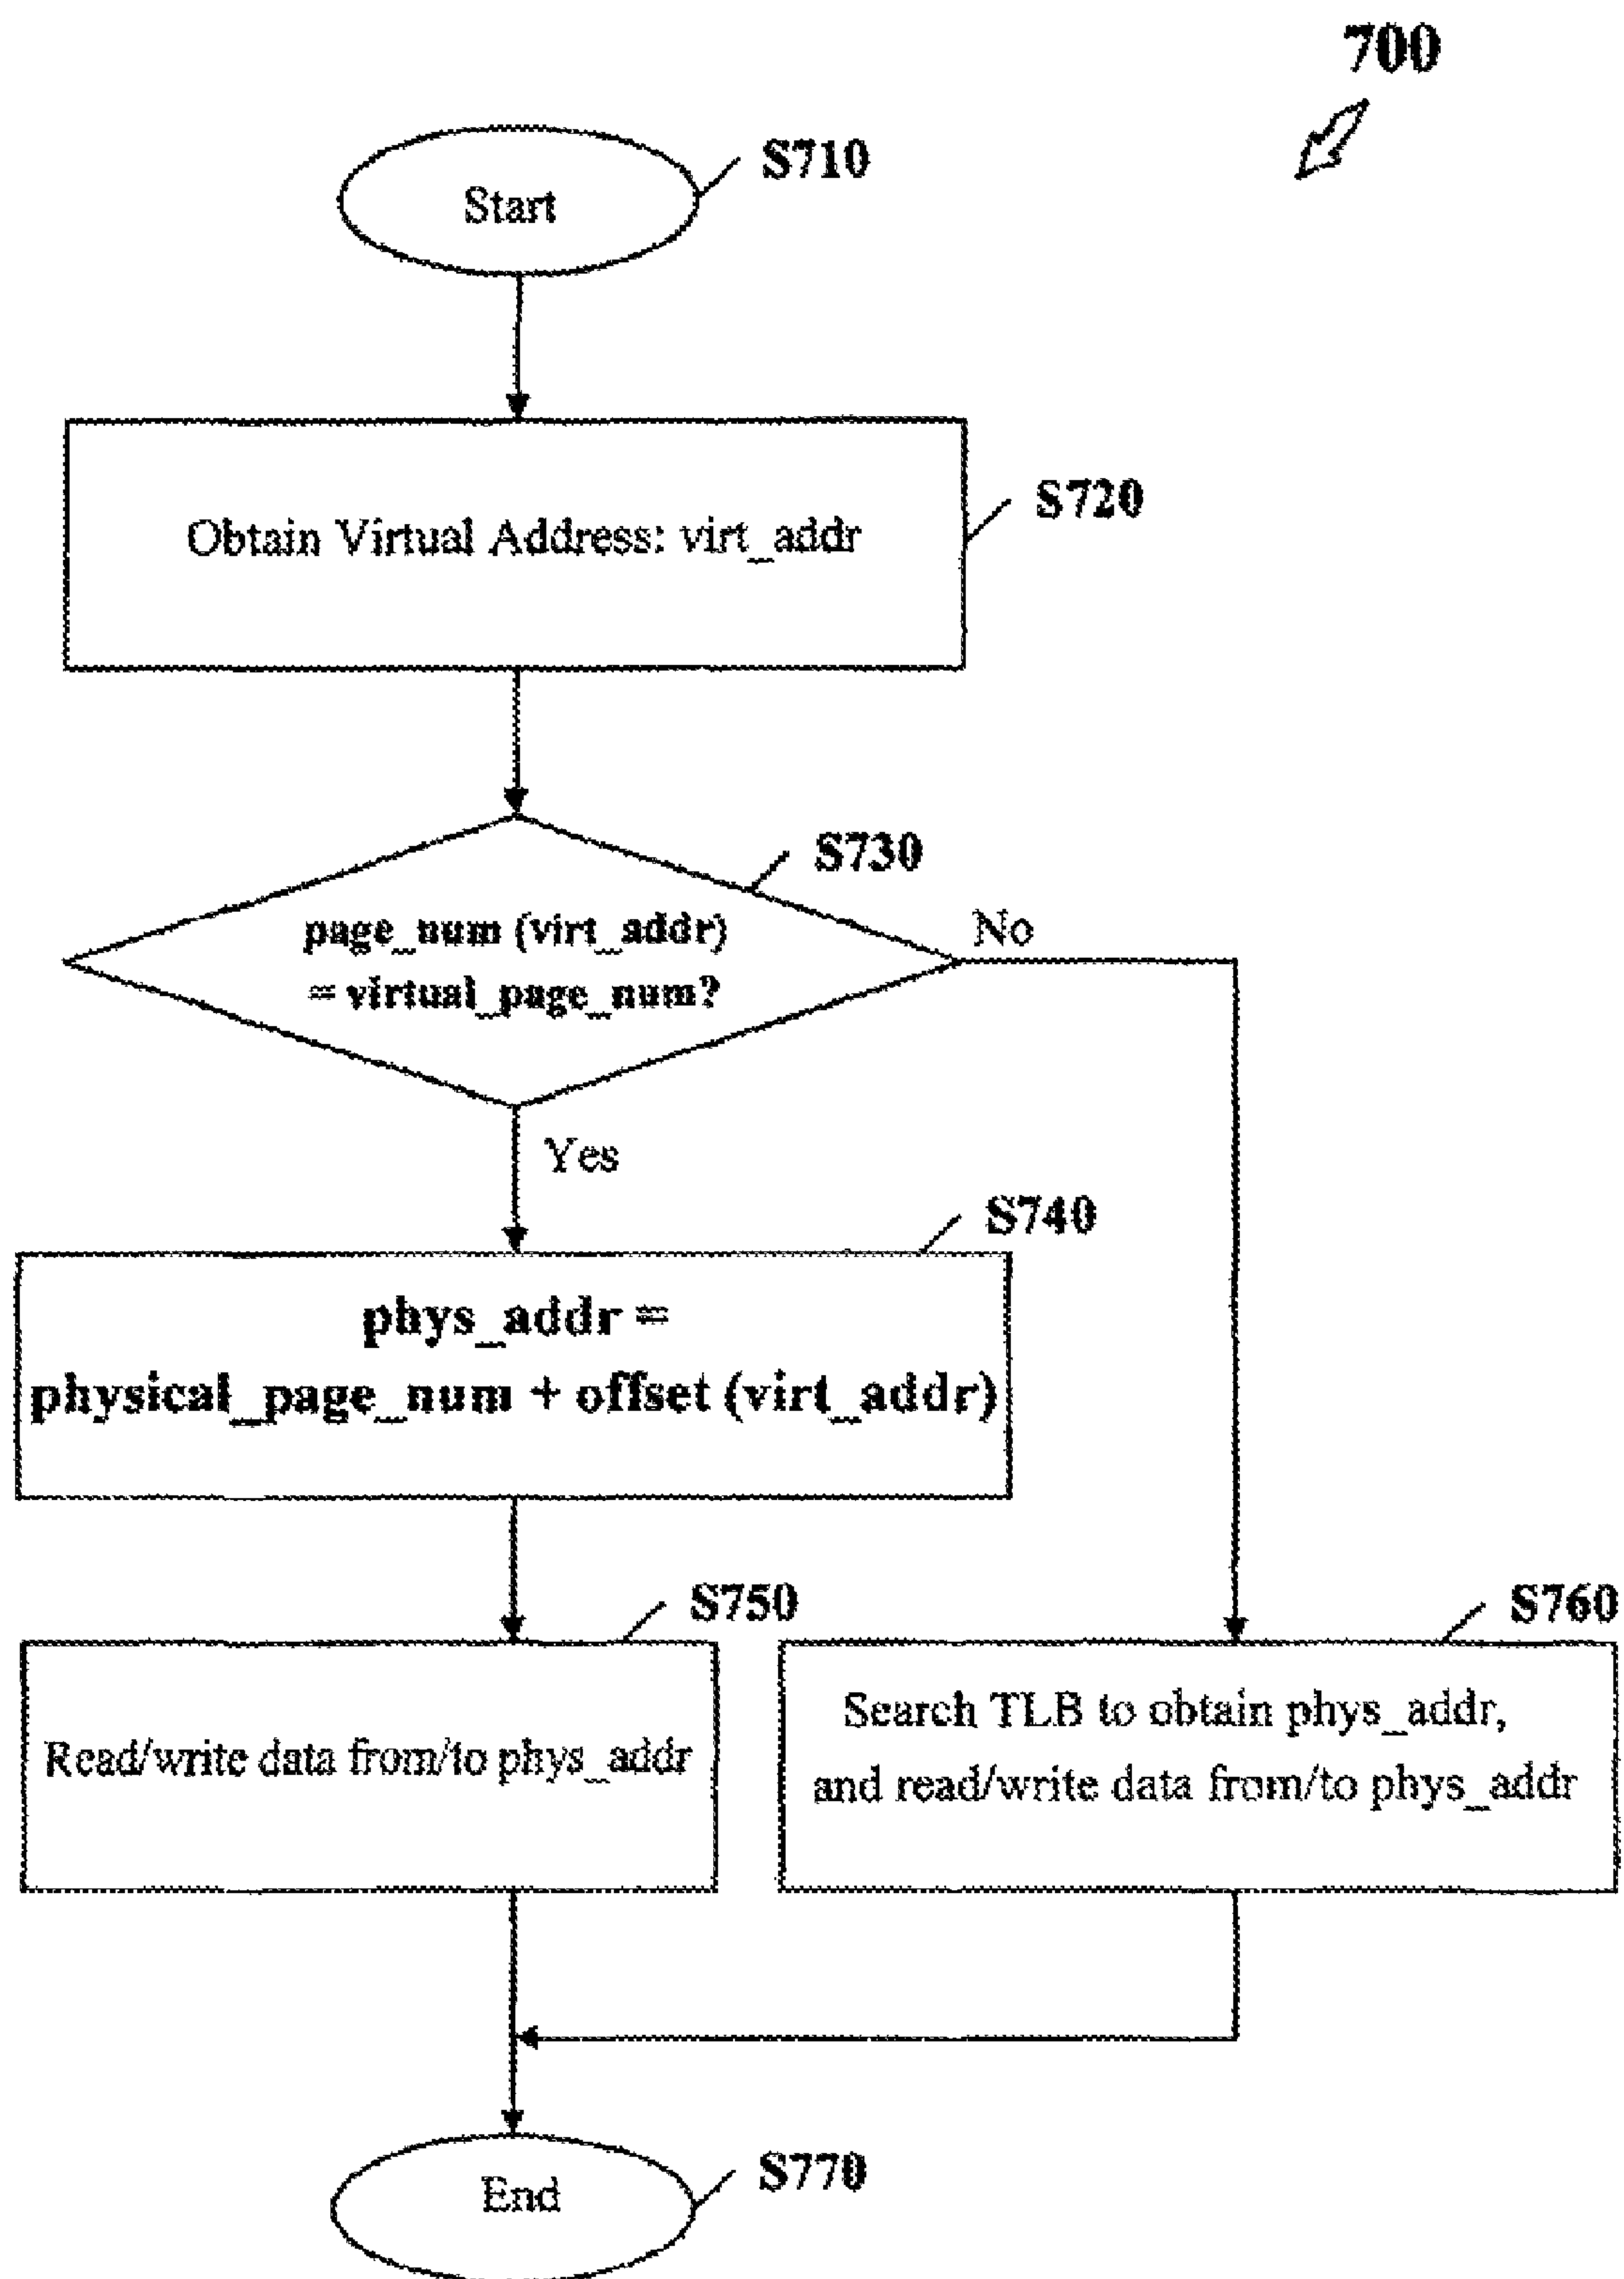 700
S710
Start
S720
Obtain Virtual Address: virt_addr
S730
page_num (virt_addr)
= virtual_page_num?
No
Yes
S740
phys_addr =
physical_page_num + offset (virt_addr)
S750
Read/write data from/to phys_addr
S760
Search TLB to obtain phys_addr,
and read/write data from/to phys_addr
End
S770